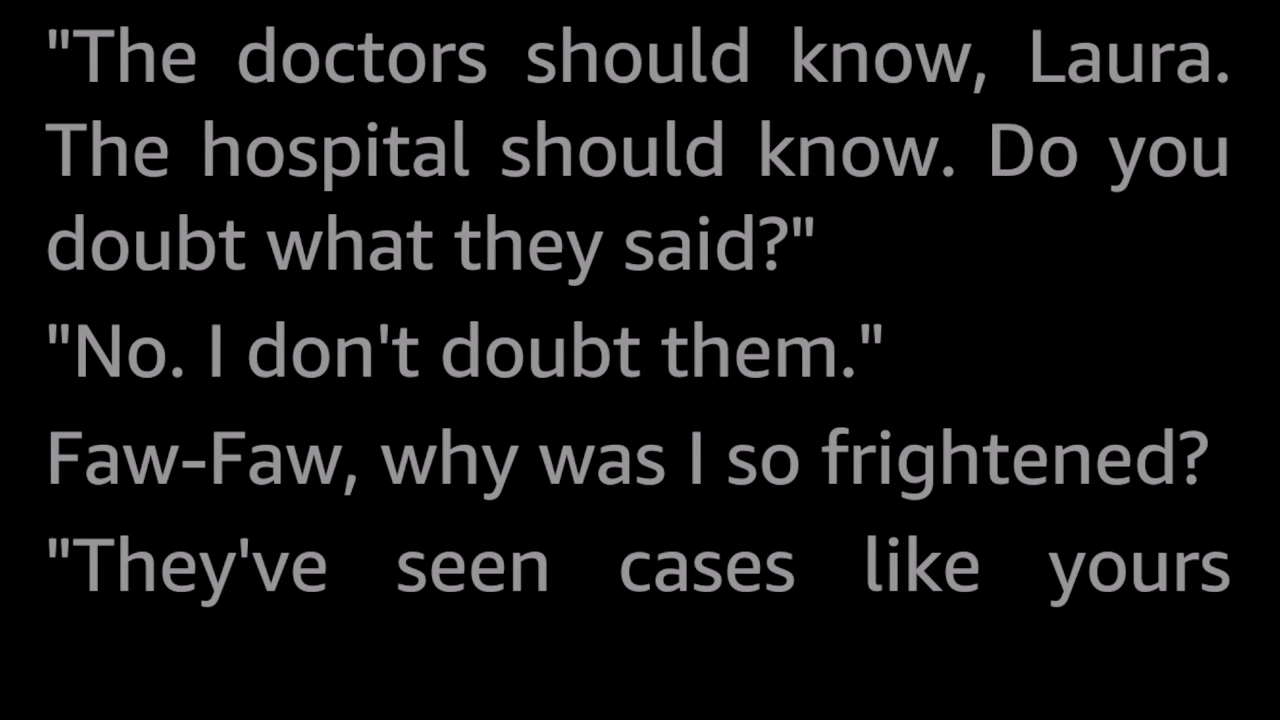 "The doctors should know, Laura.
The hospital should know. Do you
doubt what they said?"
"No. I don't doubt them."
Faw-Faw, why was I so frightened?
"They've seen cases like yours